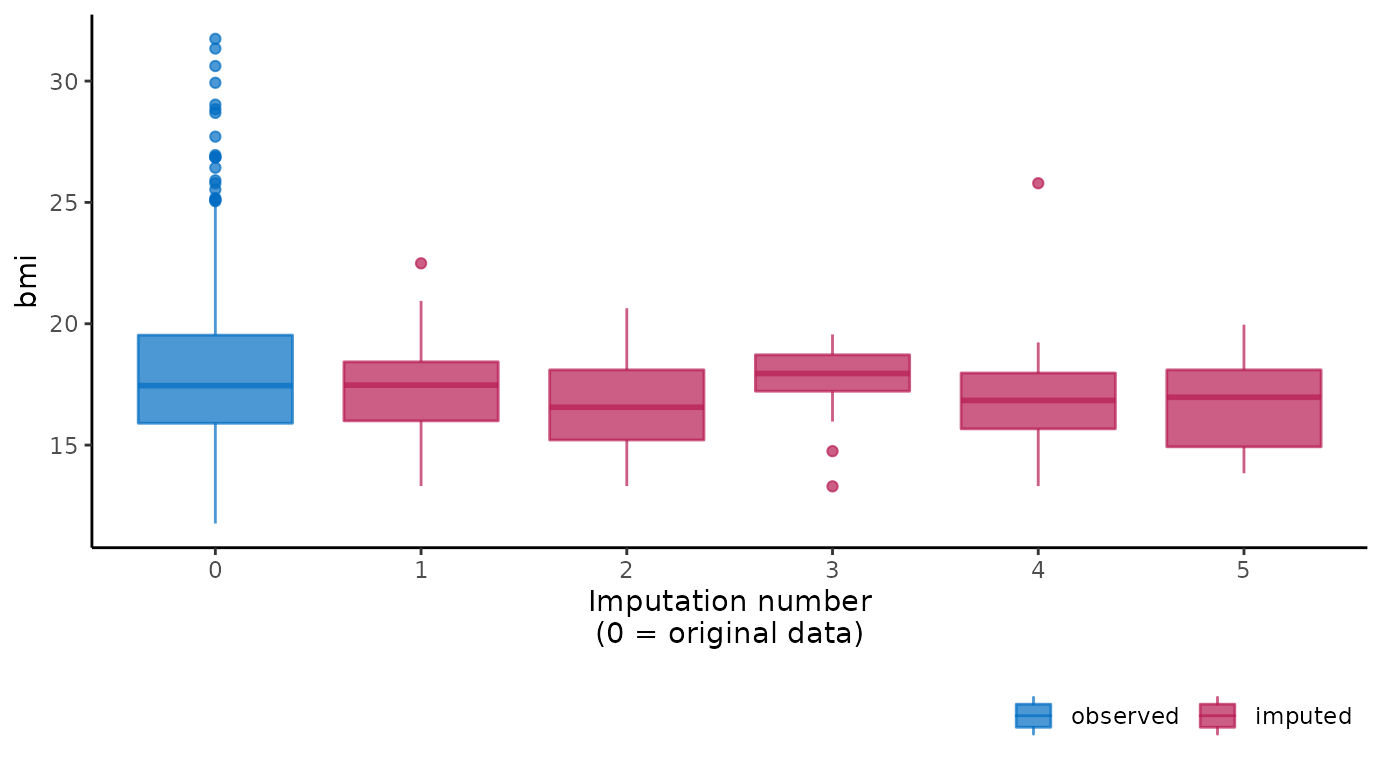 30
25
20
15
bmi
0 1 2 3 4 5
Imputation number
(0 = original data)
observed imputed